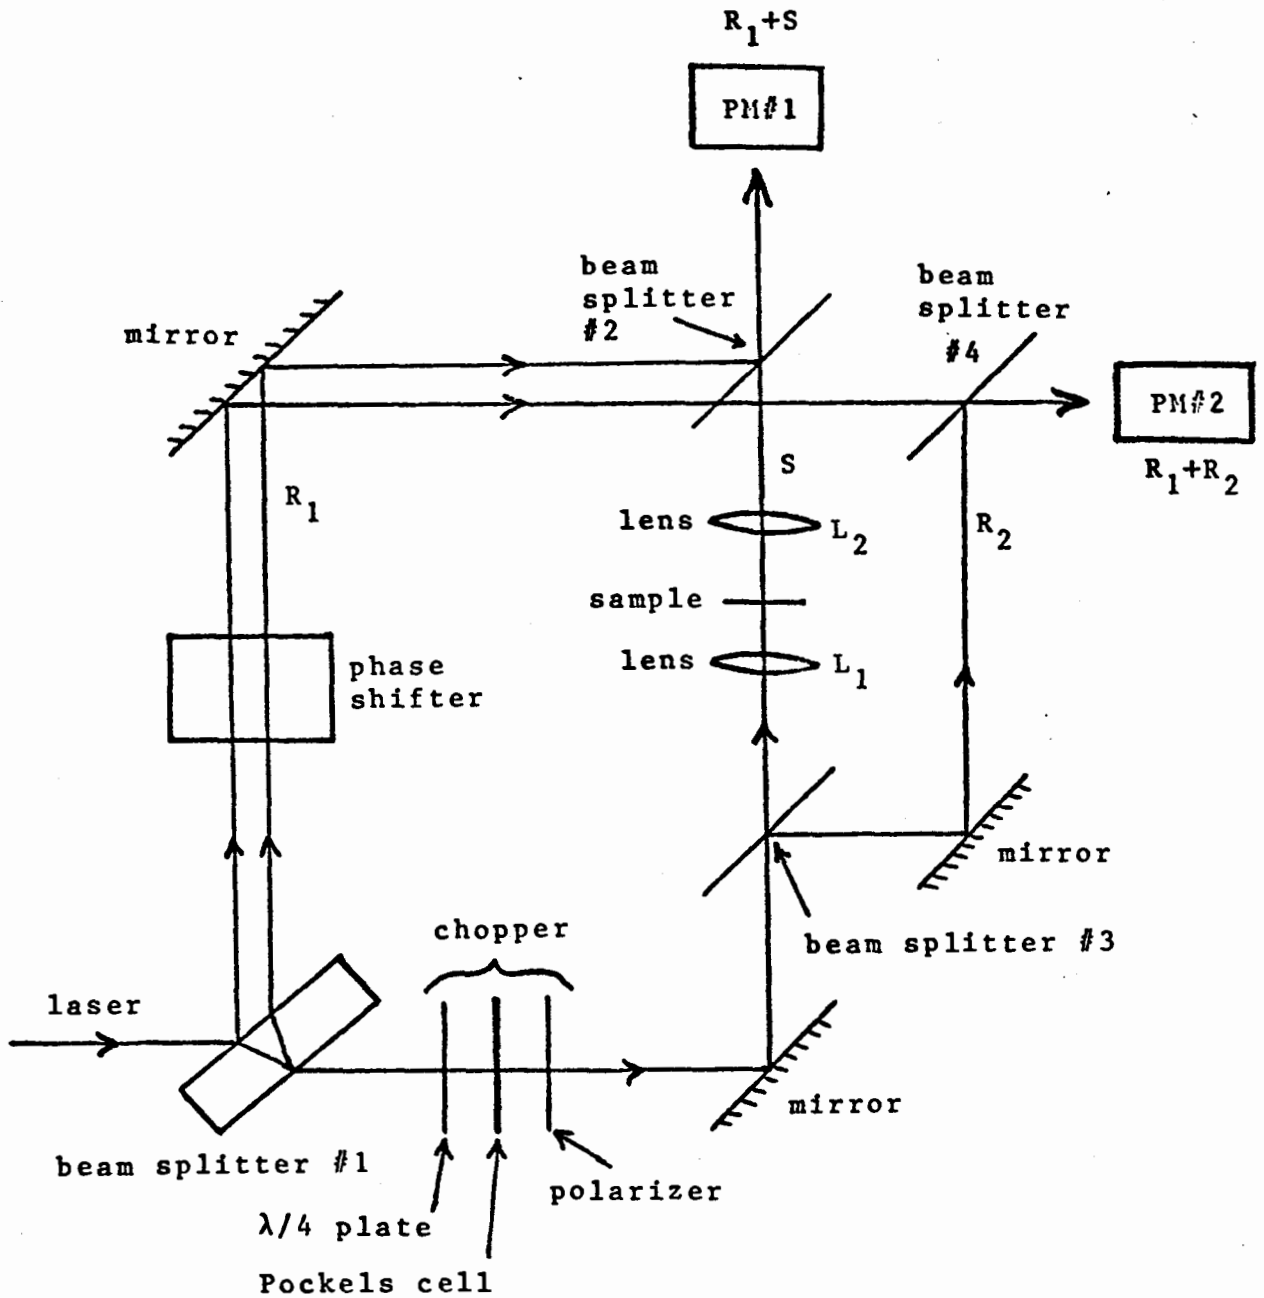 R₁+S
PM#1
beam
splitter
#2
beam
splitter
#4
mirror
PM#2
R₁+R₂
S
R₁
lens
L₂
R₂
sample
lens
L₁
phase
shifter
mirror
chopper
beam splitter #3
laser
mirror
beam splitter #1
polarizer
λ/4 plate
Pockels cell